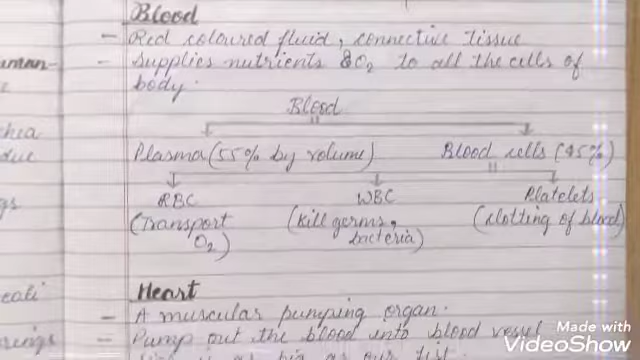 Blood
- Red coloured fluid, connective tissue
- Supplies nutrients & O2 to all the cells of
body.
Blood
Plasma (55% by volume) Blood cells (45%)
RBC WBC Platelets
(Transport O2) (Kill germs, bacteria) (Clotting of blood)
Heart
- A muscular pumping organ.
- Pump out the blood into blood vessel
Made with
VideoShow